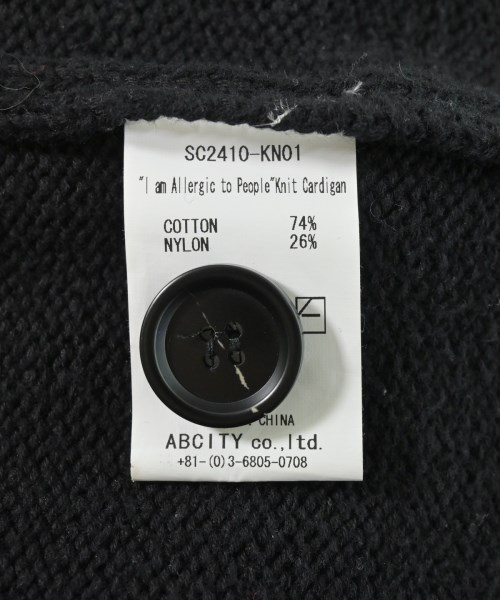 SC2410-KN01
"I am Allergic to People"Knit Cardigan
COTTON 74%
NYLON 26%
CHINA
ABCITY co.,ltd.
+81-(0)3-6805-0708